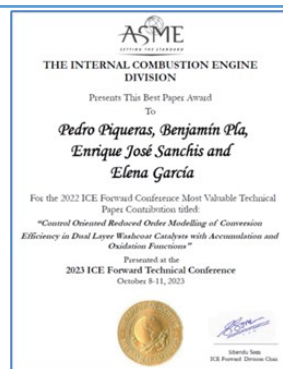 ASME
SETTING THE STANDARD
THE INTERNAL COMBUSTION ENGINE
DIVISION
Presents This Best Paper Award
To
Pedro Piqueras, Benjamín Pla,
Enrique José Sanchis and
Elena García
For the 2022 ICE Forward Conference Most Valuable Technical
Paper Contribution titled:
“Control Oriented Reduced Order Modelling of Conversion
Efficiency in Dual Layer Washcoat Catalysts with Accumulation and
Oxidation Functions”
Presented at the
2023 ICE Forward Technical Conference
October 8-11, 2023
Sibendu Som
ICE Forward Division Chair